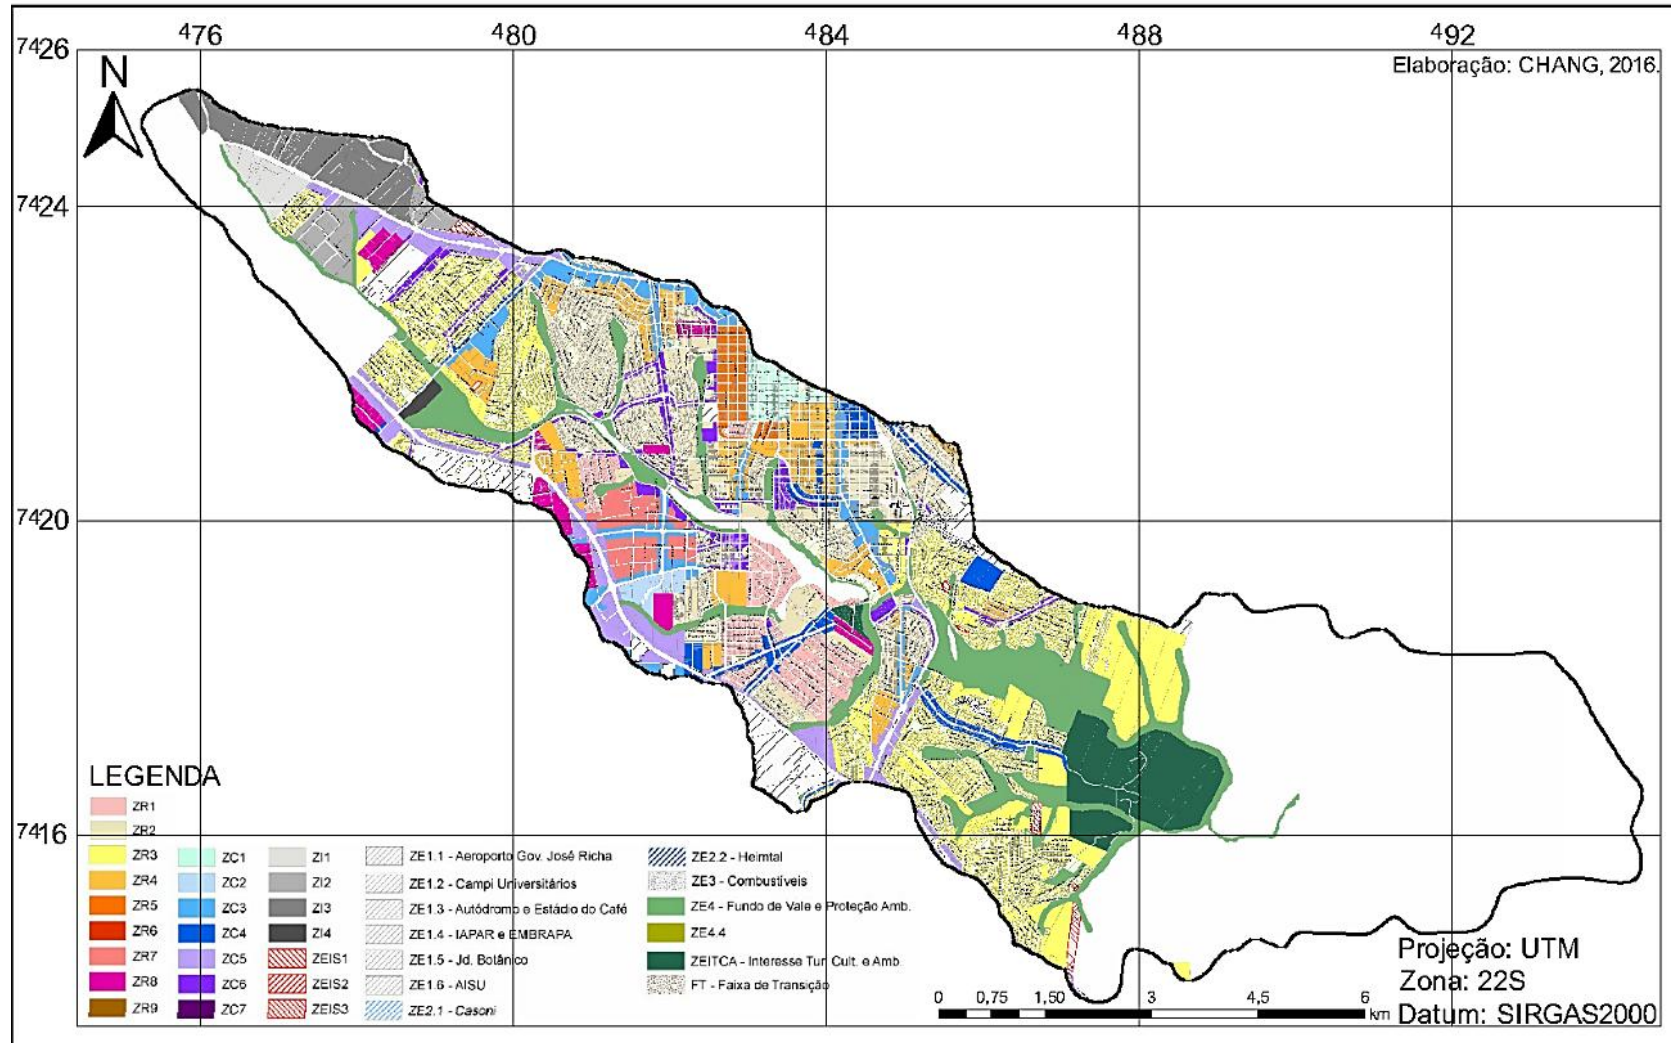 476 480 484 488 492
7426
Elaboração: CHANG, 2016.
N
7424
7420
7416
LEGENDA
ZR1
ZR2
ZR3
ZR4
ZR5
ZR6
ZR7
ZR8
ZR9
ZC1
ZC2
ZC3
ZC4
ZC5
ZC6
ZC7
ZI1
ZI2
ZI3
ZI4
ZEIS1
ZEIS2
ZEIS3
ZE1.1 - Aeroporto Gov. José Richa
ZE1.2 - Campi Universitários
ZE1.3 - Autódromo e Estádio do Café
ZE1.4 - IAPAR e EMBRAPA
ZE1.5 - Jd. Botânico
ZE1.6 - AISU
ZE2.1 - Casoni
ZE2.2 - Heimtal
ZE3 - Combustíveis
ZE4 - Fundo de Vale e Proteção Amb.
ZE4.4
ZEITCA - Interesse Tur. Cult. e Amb.
FT - Faixa de Transição
0 0,75 1,50 3 4,5 6
km
Projeção: UTM
Zona: 22S
Datum: SIRGAS2000